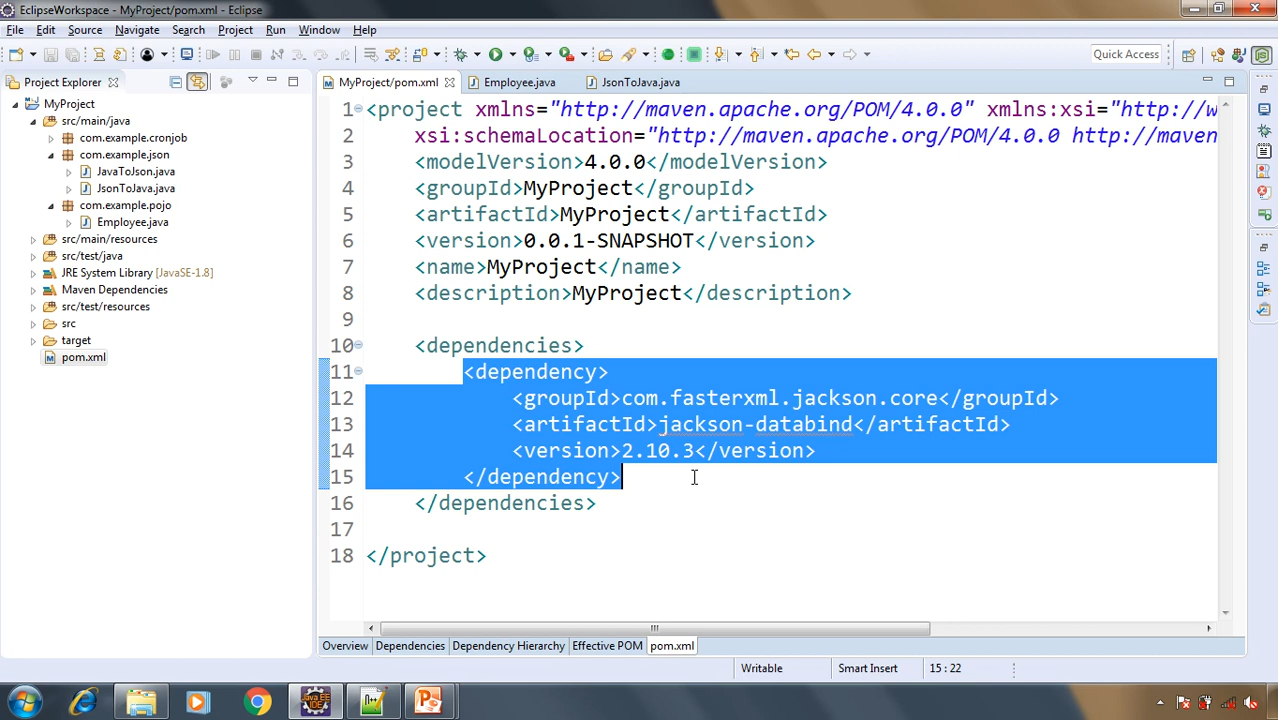 EclipseWorkspace - MyProject/pom.xml - Eclipse
File Edit Source Navigate Search Project Run Window Help
Quick Access
Project Explorer
MyProject/pom.xml Employee.java JsonToJava.java
MyProject
src/main/java
com.example.cronjob
com.example.json
JavaToJson.java
JsonToJava.java
com.example.pojo
Employee.java
src/main/resources
src/test/java
JRE System Library [JavaSE-1.8]
Maven Dependencies
src/test/resources
src
target
pom.xml
1 <project xmlns="http://maven.apache.org/POM/4.0.0" xmlns:xsi="http://w
2 xsi:schemaLocation="http://maven.apache.org/POM/4.0.0 http://maven
3 <modelVersion>4.0.0</modelVersion>
4 <groupId>MyProject</groupId>
5 <artifactId>MyProject</artifactId>
6 <version>0.0.1-SNAPSHOT</version>
7 <name>MyProject</name>
8 <description>MyProject</description>
9
10 <dependencies>
11 <dependency>
12 <groupId>com.fasterxml.jackson.core</groupId>
13 <artifactId>jackson-databind</artifactId>
14 <version>2.10.3</version>
15 </dependency>
16 </dependencies>
17
18 </project>
Overview Dependencies Dependency Hierarchy Effective POM pom.xml
Writable Smart Insert 15 : 22
Java EE
IDE